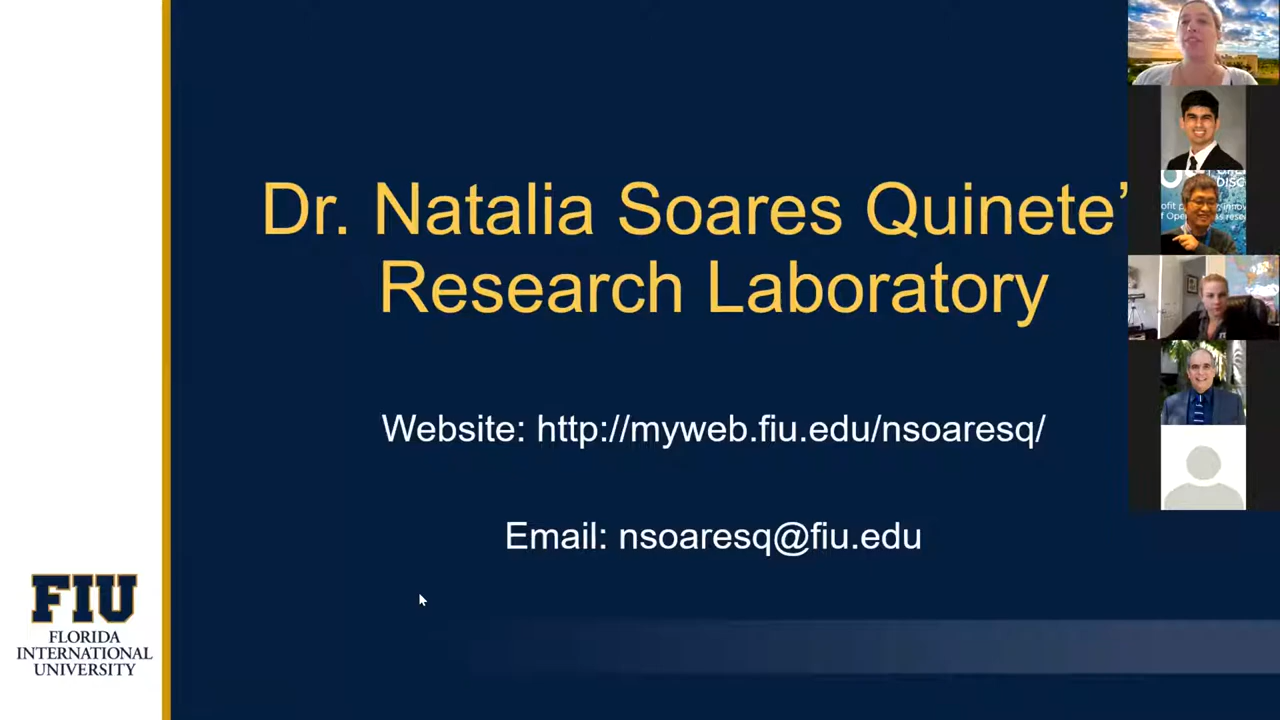 Dr. Natalia Soares Quinete’
Research Laboratory
Website: http://myweb.fiu.edu/nsoaresq/
Email: nsoaresq@fiu.edu
FIU
FLORIDA
INTERNATIONAL
UNIVERSITY
DISC